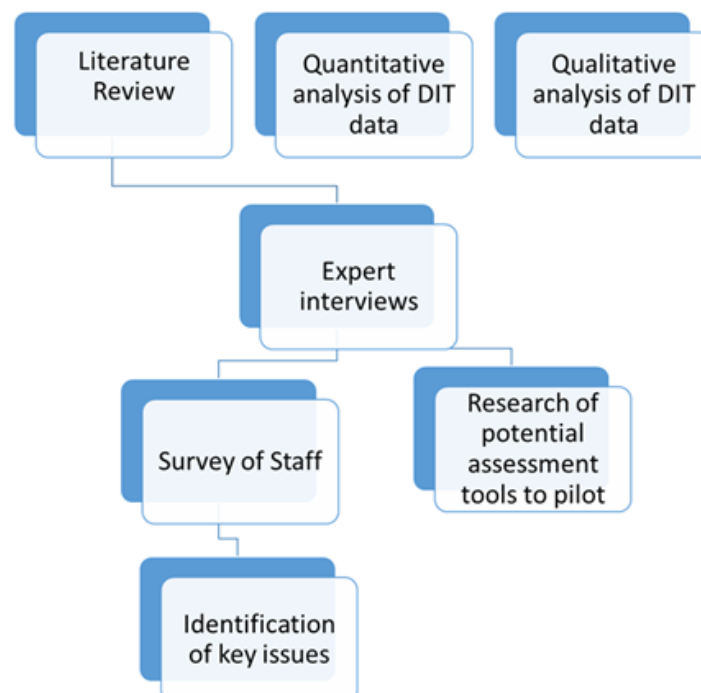 Literature
Review
Quantitative
analysis of DIT
data
Qualitative
analysis of DIT
data
Expert
interviews
Survey of Staff
Research of
potential
assessment
tools to pilot
Identification
of key issues